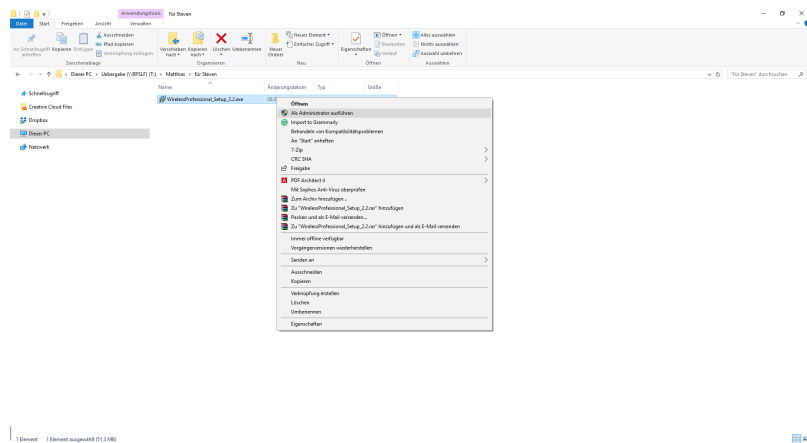 Anwendungstools Für Steven
Datei Start Freigeben Ansicht Verwalten
An Schnellzugriff anheften
Kopieren
Einfügen
Ausschneiden
Pfad kopieren
Verknüpfung einfügen
Zwischenablage
Verschieben nach
Kopieren nach
Löschen
Umbenennen
Organisieren
Neuer Ordner
Neues Element
Einfacher Zugriff
Neu
Eigenschaften
Öffnen
Bearbeiten
Verlauf
Öffnen
Alles auswählen
Nichts auswählen
Auswahl umkehren
Auswählen
Dieser PC > Uebergabe (\\RPSLF) (T:) > Matthias > für Steven
"für Steven" durchsuchen
Name Änderungsdatum Typ Größe
Schnellzugriff
Creative Cloud Files
Dropbox
Dieser PC
Netzwerk
WirelessProfessional_Setup_2.2.exe
Öffnen
Als Administrator ausführen
Import to Grammarly
Behandeln von Kompatibilitätsproblemen
An "Start" anheften
7-Zip
CRC SHA
Freigabe
PDF Architect 4
Mit Sophos Anti-Virus überprüfen
Zum Archiv hinzufügen...
Zu "WirelessProfessional_Setup_2.2.rar" hinzufügen
Packen und als E-Mail versenden...
Zu "WirelessProfessional_Setup_2.2.rar" hinzufügen und als E-Mail versenden
Immer offline verfügbar
Vorgängerversionen wiederherstellen
Senden an
Ausschneiden
Kopieren
Verknüpfung erstellen
Löschen
Umbenennen
Eigenschaften
1 Element 1 Element ausgewählt (51,3 MB)